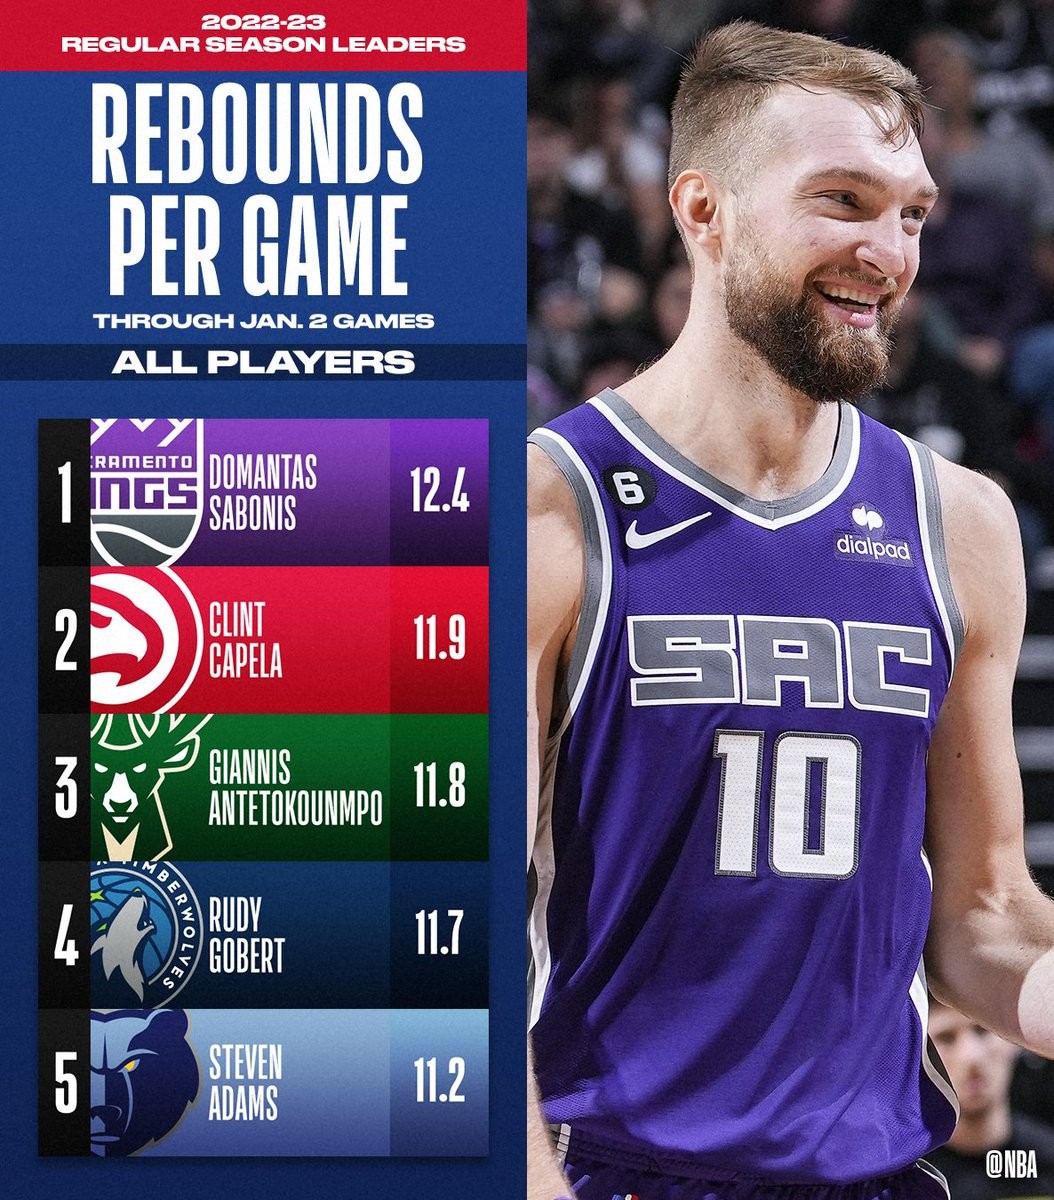 2022-23
REGULAR SEASON LEADERS
REBOUNDS
PER GAME
THROUGH JAN. 2 GAMES
ALL PLAYERS
1
DOMANTAS
SABONIS
12.4
2
CLINT
CAPELA
11.9
3
GIANNIS
ANTETOKOUNMPO
11.8
4
TIMBERWOLVES
RUDY
GOBERT
11.7
5
STEVEN
ADAMS
11.2
6
dialpad
SAC
10
@NBA